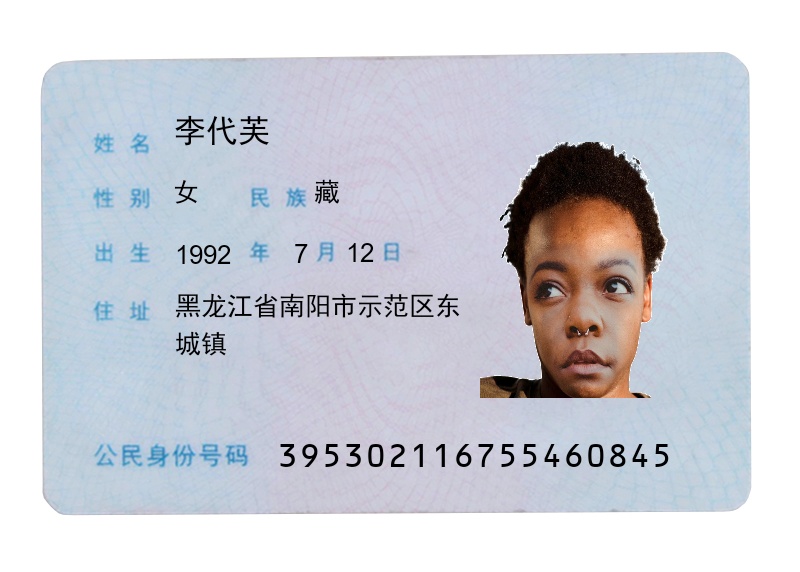 姓名 李代芙
性别 女 民族 藏
出生 1992 年 7 月 12 日
住址 黑龙江省南阳市示范区东
城镇
公民身份号码 395302116755460845